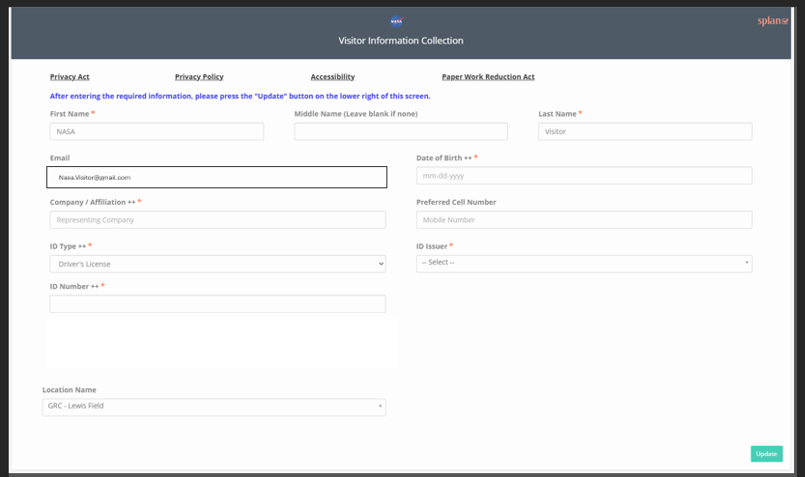 NASA
splan
Visitor Information Collection
Privacy Act Privacy Policy Accessibility Paper Work Reduction Act
After entering the required information, please press the "Update" button on the lower right of this screen.
First Name * Middle Name (Leave blank if none) Last Name *
NASA Visitor
Email Date of Birth ++ *
Nasa.Visitor@gmail.com mm-dd-yyyy
Company / Affiliation ++ * Preferred Cell Number
Representing Company Mobile Number
ID Type ++ * ID Issuer *
Driver's License -- Select --
ID Number ++ *
Location Name
GRC - Lewis Field
Update